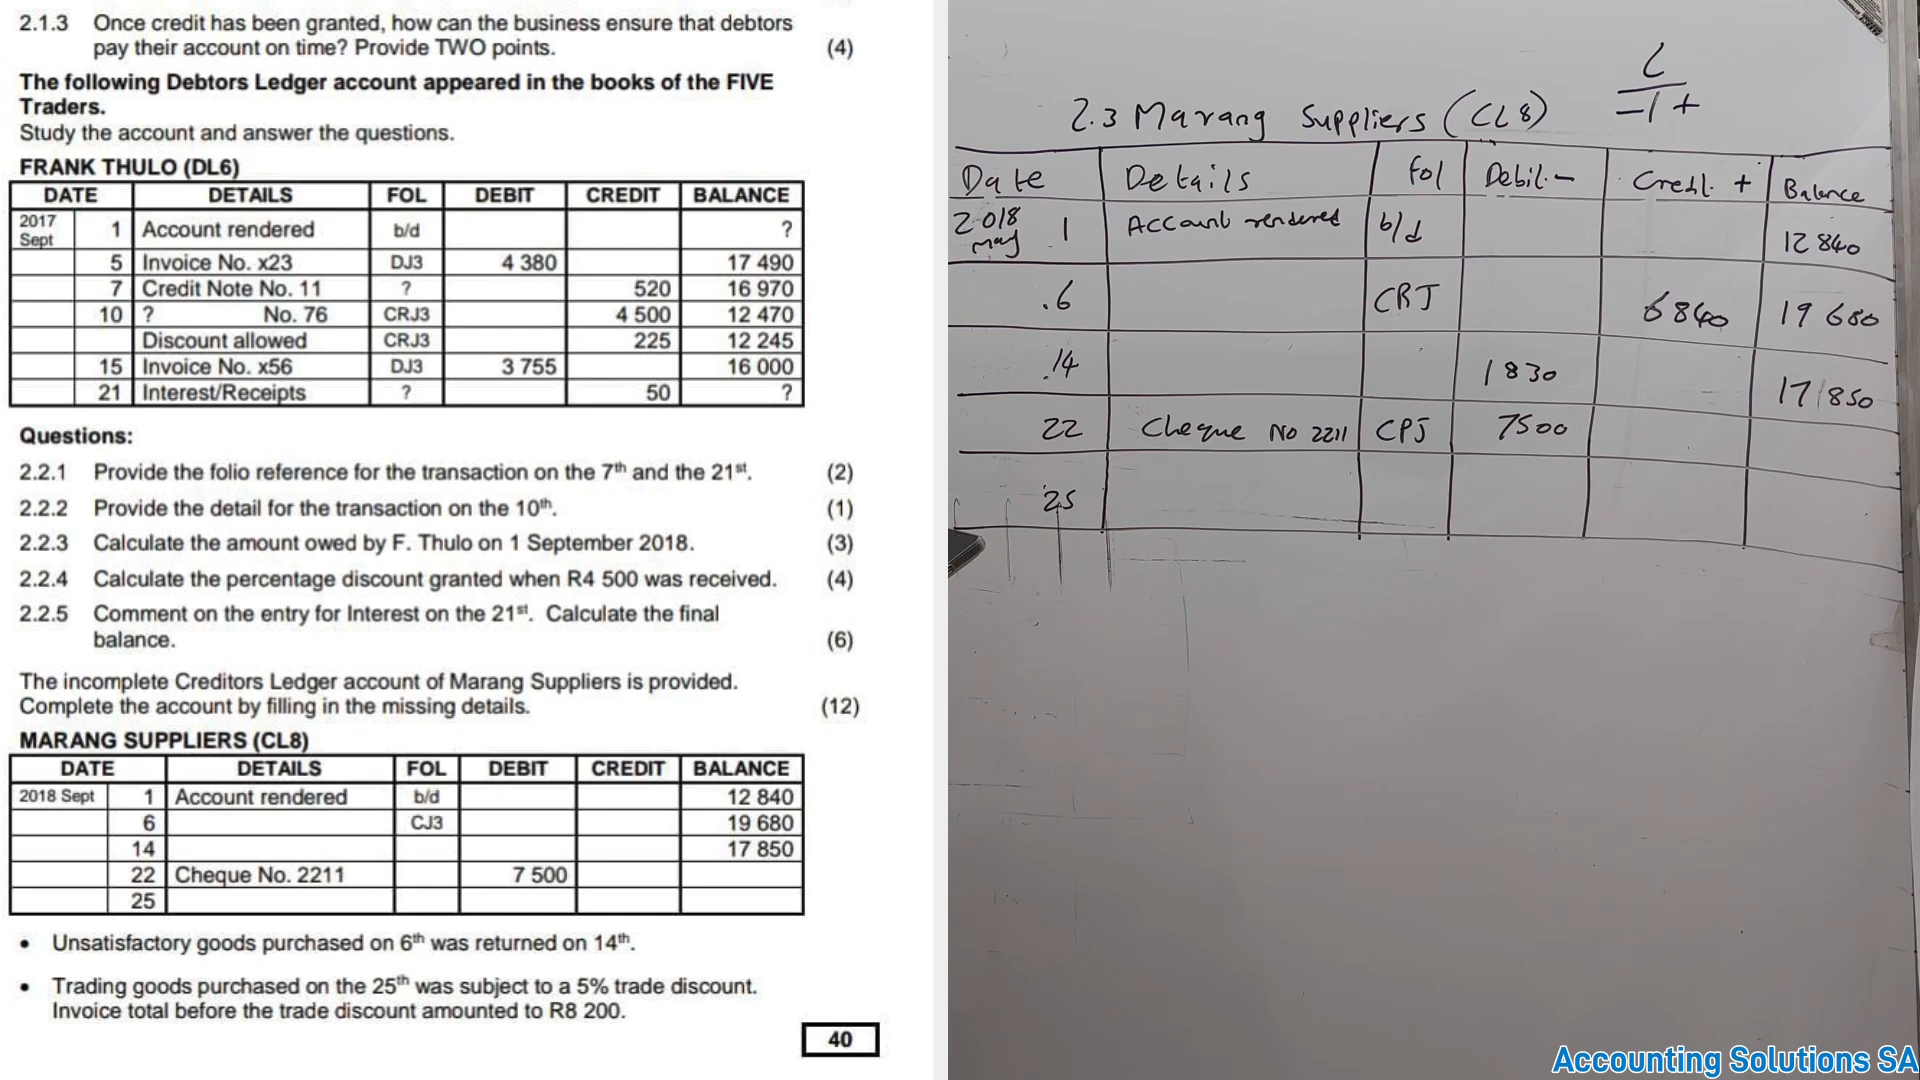 2.1.3 Once credit has been granted, how can the business ensure that debtors
pay their account on time? Provide TWO points. (4)
The following Debtors Ledger account appeared in the books of the FIVE
Traders.
Study the account and answer the questions.
FRANK THULO (DL6)
DATE DETAILS FOL DEBIT CREDIT BALANCE
2017 Sept 1 Account rendered b/d ?
5 Invoice No. x23 DJ3 4 380 17 490
7 Credit Note No. 11 ? 520 16 970
10 ? No. 76 CRJ3 4 500 12 470
Discount allowed CRJ3 225 12 245
15 Invoice No. x56 DJ3 3 755 16 000
21 Interest/Receipts ? 50 ?
Questions:
2.2.1 Provide the folio reference for the transaction on the 7th and the 21st. (2)
2.2.2 Provide the detail for the transaction on the 10th. (1)
2.2.3 Calculate the amount owed by F. Thulo on 1 September 2018. (3)
2.2.4 Calculate the percentage discount granted when R4 500 was received. (4)
2.2.5 Comment on the entry for Interest on the 21st. Calculate the final
balance. (6)
The incomplete Creditors Ledger account of Marang Suppliers is provided.
Complete the account by filling in the missing details. (12)
MARANG SUPPLIERS (CL8)
DATE DETAILS FOL DEBIT CREDIT BALANCE
2018 Sept 1 Account rendered b/d 12 840
6 CJ3 19 680
14 17 850
22 Cheque No. 2211 7 500
25
• Unsatisfactory goods purchased on 6th was returned on 14th.
• Trading goods purchased on the 25th was subject to a 5% trade discount.
Invoice total before the trade discount amounted to R8 200.
40
L
- | +
2.3 Marang Suppliers (CL8)
Date Details fol Debit - Credit + Balance
2018 may 1 Account rendered b/d 12 840
.6 CRJ 6840 19 680
.14 1830 17 850
22 Cheque No 2211 CPJ 7500
25
Accounting Solutions SA